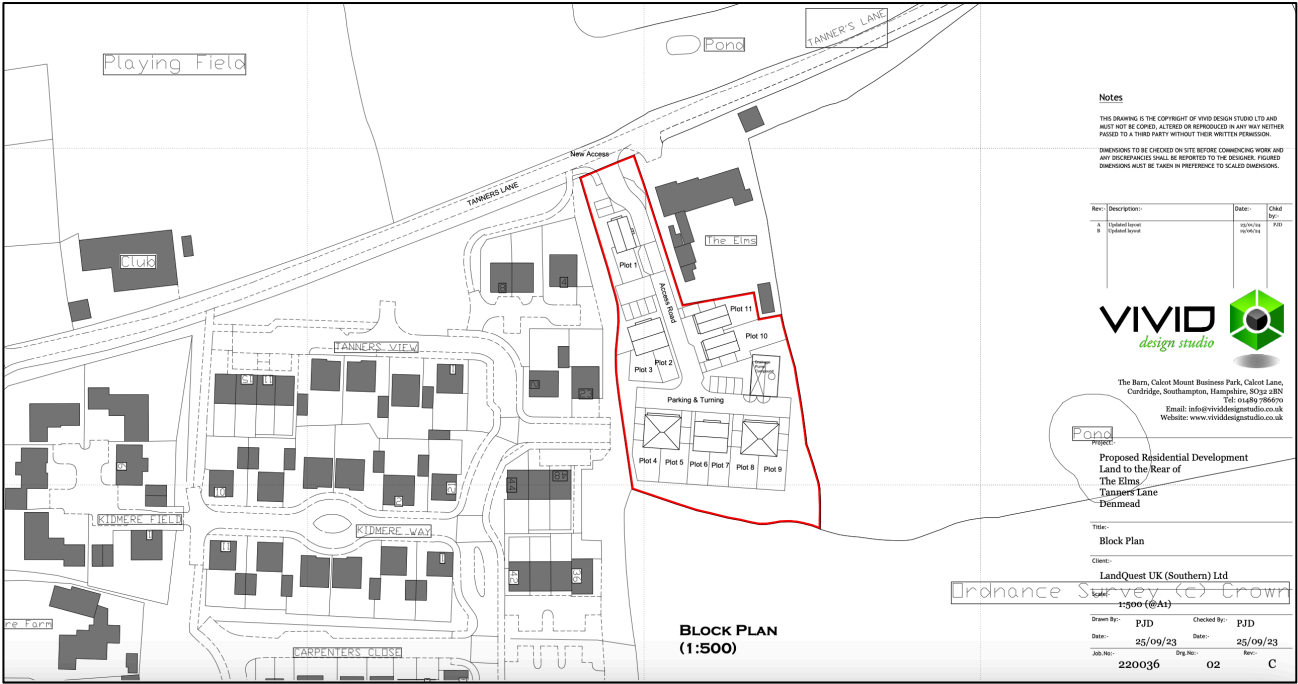 Playing Field
Pond
TANNER'S LANE
New Access
TANNERS LANE
Club
The Elms
Plot 1
Access Road
Plot 11
Plot 10
Plot 2
Plot 3
Parking & Turning
Plot 4
Plot 5
Plot 6
Plot 7
Plot 8
Plot 9
TANNERS VIEW
KIDMERE FIELD
KIDMERE WAY
CARPENTERS CLOSE
re Farm
Pond
Ordnance Survey (c) Crown
BLOCK PLAN
(1:500)
Notes
THIS DRAWING IS THE COPYRIGHT OF VIVID DESIGN STUDIO LTD AND
MUST NOT BE COPIED, ALTERED OR REPRODUCED IN ANY WAY NEITHER
PASSED TO A THIRD PARTY WITHOUT THEIR WRITTEN PERMISSION.
DIMENSIONS TO BE CHECKED ON SITE BEFORE COMMENCING WORK AND
ANY DISCREPANCIES SHALL BE REPORTED TO THE DESIGNER. FIGURED
DIMENSIONS MUST BE TAKEN IN PREFERENCE TO SCALED DIMENSIONS.
Rev:- Description:- Date:- Chkd by:-
A Updated layout 23/01/24 PJD
B Updated layout 19/06/24
VIVID
design studio
The Barn, Calcot Mount Business Park, Calcot Lane,
Curdridge, Southampton, Hampshire, SO32 2BN
Tel: 01489 786670
Email: info@vividdesignstudio.co.uk
Website: www.vividdesignstudio.co.uk
Project:-
Proposed Residential Development
Land to the Rear of
The Elms
Tanners Lane
Denmead
Title:-
Block Plan
Client:-
LandQuest UK (Southern) Ltd
Scale:-
1:500 (@A1)
Drawn By:- PJD Checked By:- PJD
Date:- 25/09/23 Date:- 25/09/23
Job.No:- Drg.No:- Rev:-
220036 02 C